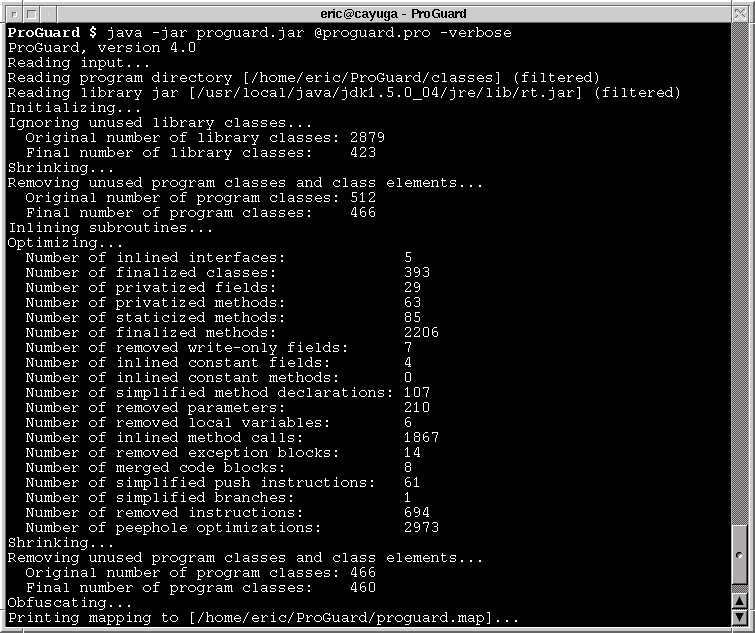 eric@cayuga - ProGuard
ProGuard $ java -jar proguard.jar @proguard.pro -verbose
ProGuard, version 4.0
Reading input...
Reading program directory [/home/eric/ProGuard/classes] (filtered)
Reading library jar [/usr/local/java/jdk1.5.0_04/jre/lib/rt.jar] (filtered)
Initializing...
Ignoring unused library classes...
  Original number of library classes: 2879
  Final number of library classes:    423
Shrinking...
Removing unused program classes and class elements...
  Original number of program classes: 512
  Final number of program classes:    466
Inlining subroutines...
Optimizing...
  Number of inlined interfaces:             5
  Number of finalized classes:              393
  Number of privatized fields:              29
  Number of privatized methods:             63
  Number of staticized methods:             85
  Number of finalized methods:              2206
  Number of removed write-only fields:      7
  Number of inlined constant fields:        4
  Number of inlined constant methods:       0
  Number of simplified method declarations: 107
  Number of removed parameters:             210
  Number of removed local variables:        6
  Number of inlined method calls:           1867
  Number of removed exception blocks:       14
  Number of merged code blocks:             8
  Number of simplified push instructions:   61
  Number of simplified branches:            1
  Number of removed instructions:           694
  Number of peephole optimizations:         2973
Shrinking...
Removing unused program classes and class elements...
  Original number of program classes: 466
  Final number of program classes:    460
Obfuscating...
Printing mapping to [/home/eric/ProGuard/proguard.map]...